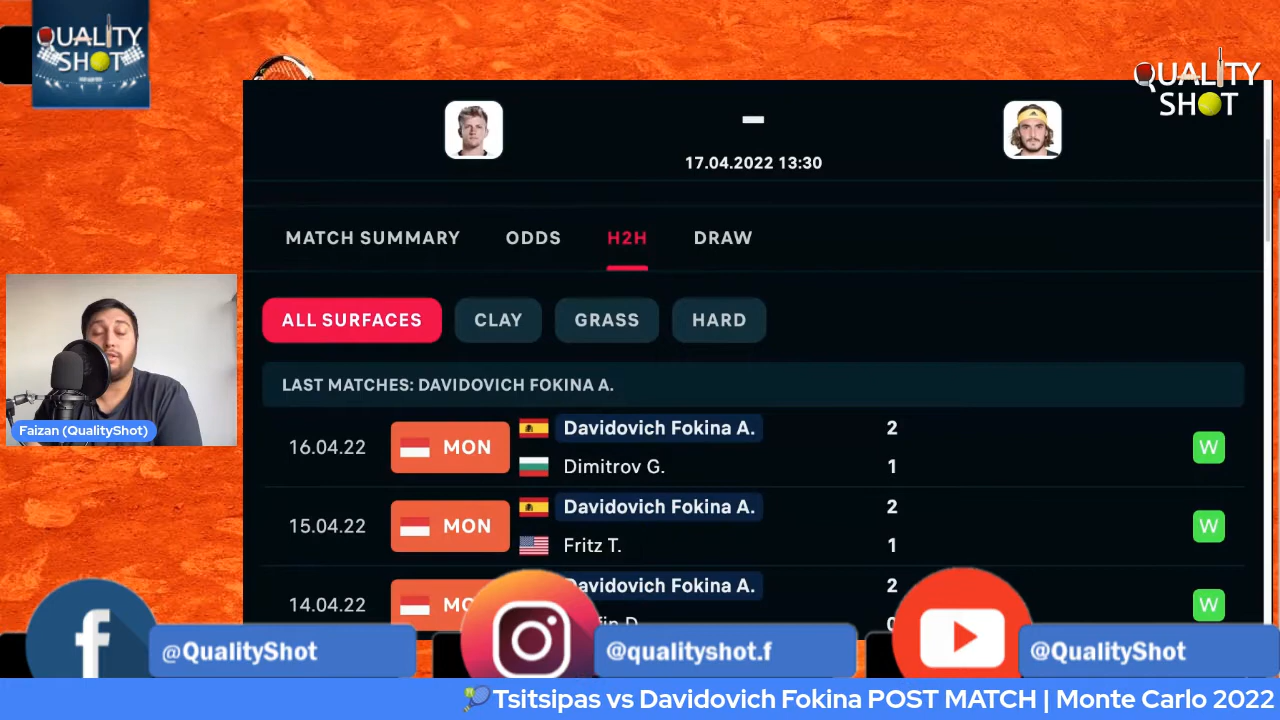 QUALITY
SHOT
QUALITY
SHOT
17.04.2022 13:30
MATCH SUMMARY
ODDS
H2H
DRAW
ALL SURFACES
CLAY
GRASS
HARD
LAST MATCHES: DAVIDOVICH FOKINA A.
16.04.22
MON
Davidovich Fokina A.
2
Dimitrov G.
1
W
15.04.22
MON
Davidovich Fokina A.
2
Fritz T.
1
W
14.04.22
Davidovich Fokina A.
2
W
Faizan (QualityShot)
@QualityShot
@qualityshot.f
@QualityShot
Tsitsipas vs Davidovich Fokina POST MATCH | Monte Carlo 2022